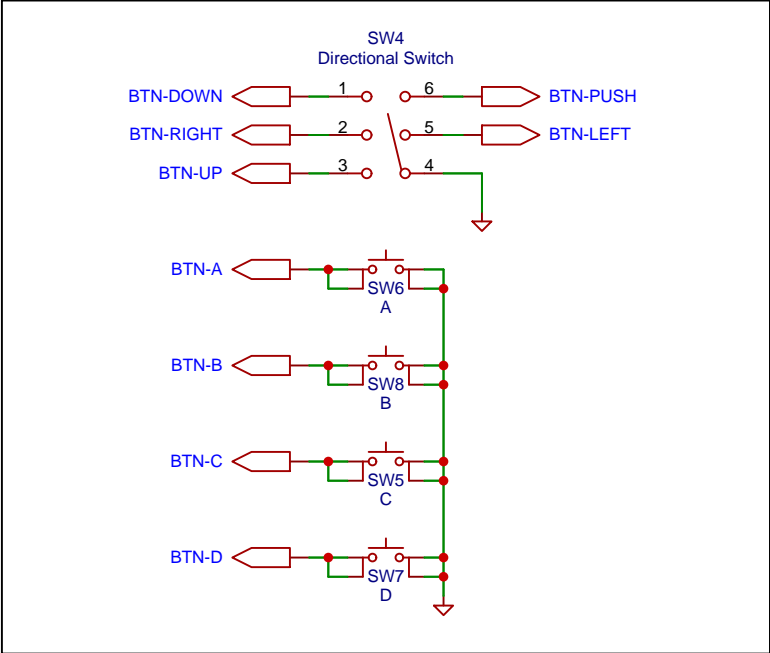 SW4
Directional Switch
BTN-DOWN 1 6 BTN-PUSH
BTN-RIGHT 2 5 BTN-LEFT
BTN-UP 3 4
BTN-A
SW6
A
BTN-B
SW8
B
BTN-C
SW5
C
BTN-D
SW7
D